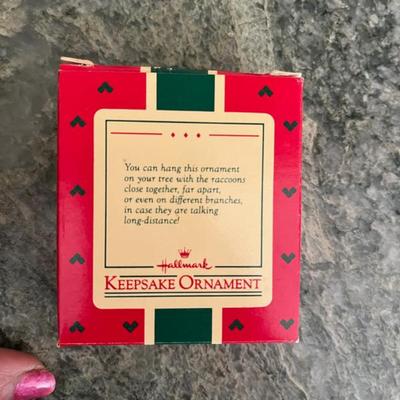 You can hang this ornament
on your tree with the raccoons
close together, far apart,
or even on different branches,
in case they are talking
long-distance!
Hallmark
KEEPSAKE ORNAMENT